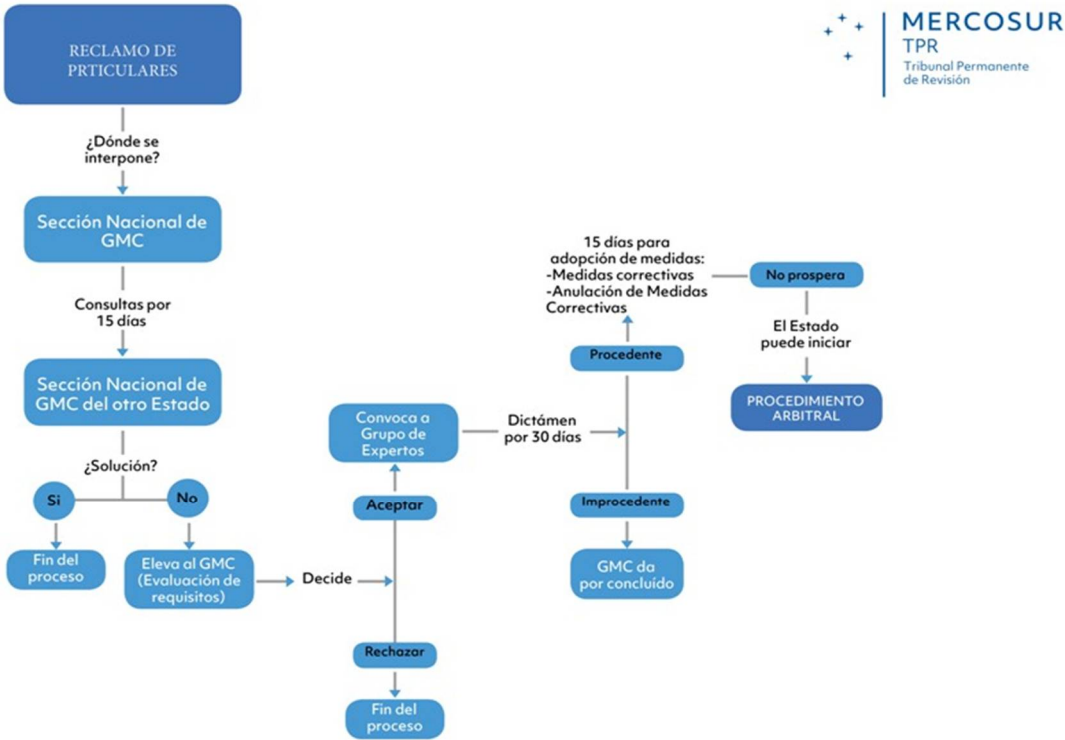 RECLAMO DE
PRTICULARES
MERCOSUR
TPR
Tribunal Permanente
de Revisión
¿Dónde se
interpone?
Sección Nacional de
GMC
Consultas por
15 días
Sección Nacional de
GMC del otro Estado
¿Solución?
Si
No
Fin del
proceso
Eleva al GMC
(Evaluación de
requisitos)
Decide
Aceptar
Convoca a
Grupo de
Expertos
Rechazar
Fin del
proceso
Dictámen
por 30 días
Procedente
15 días para
adopción de medidas:
-Medidas correctivas
-Anulación de Medidas
Correctivas
No prospera
El Estado
puede iniciar
PROCEDIMIENTO
ARBITRAL
Improcedente
GMC da
por concluído